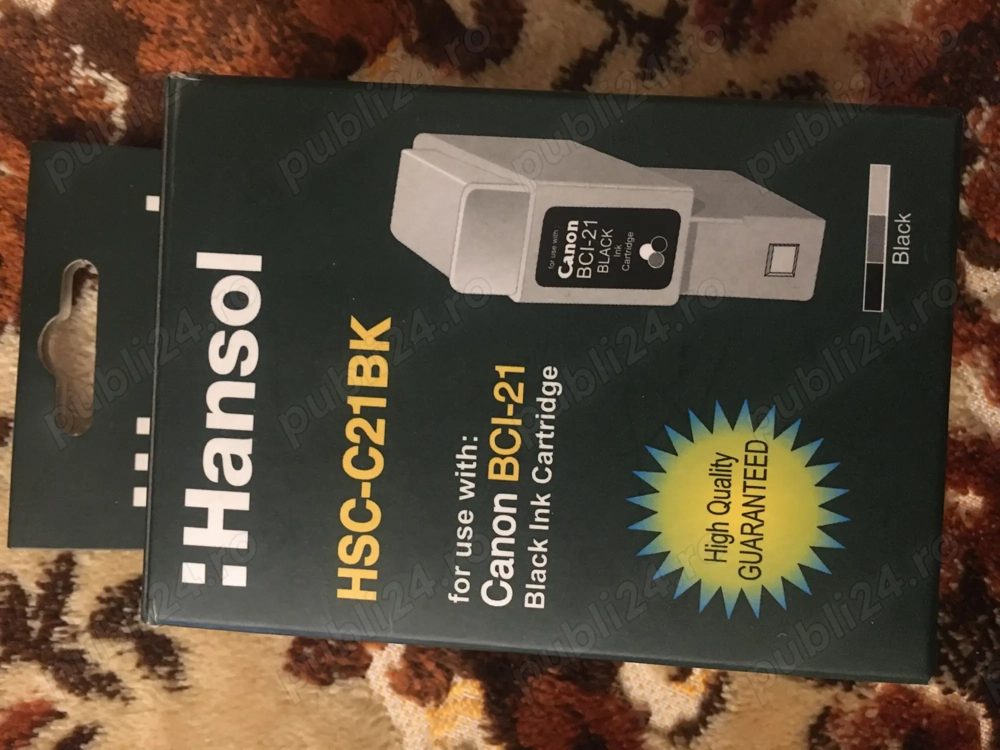 Hansol
HSC-C21BK
for use with:
Canon BCI-21
Black Ink Cartridge
for use with:
Canon
BCI-21
BLACK
Ink
Cartridge
Black
High Quality
GUARANTEED
publi24.ro